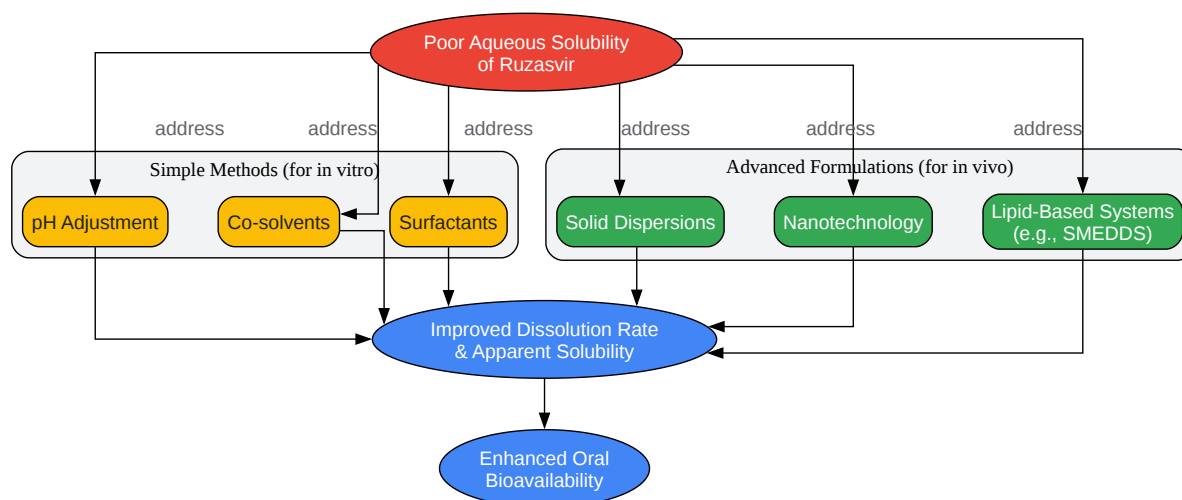 Poor Aqueous Solubility
of Ruzasvir
address
address
address
address
address
address
Simple Methods (for in vitro)
Advanced Formulations (for in vivo)
pH Adjustment
Co-solvents
Surfactants
Solid Dispersions
Nanotechnology
Lipid-Based Systems
(e.g., SMEDDS)
Improved Dissolution Rate
& Apparent Solubility
Enhanced Oral
Bioavailability